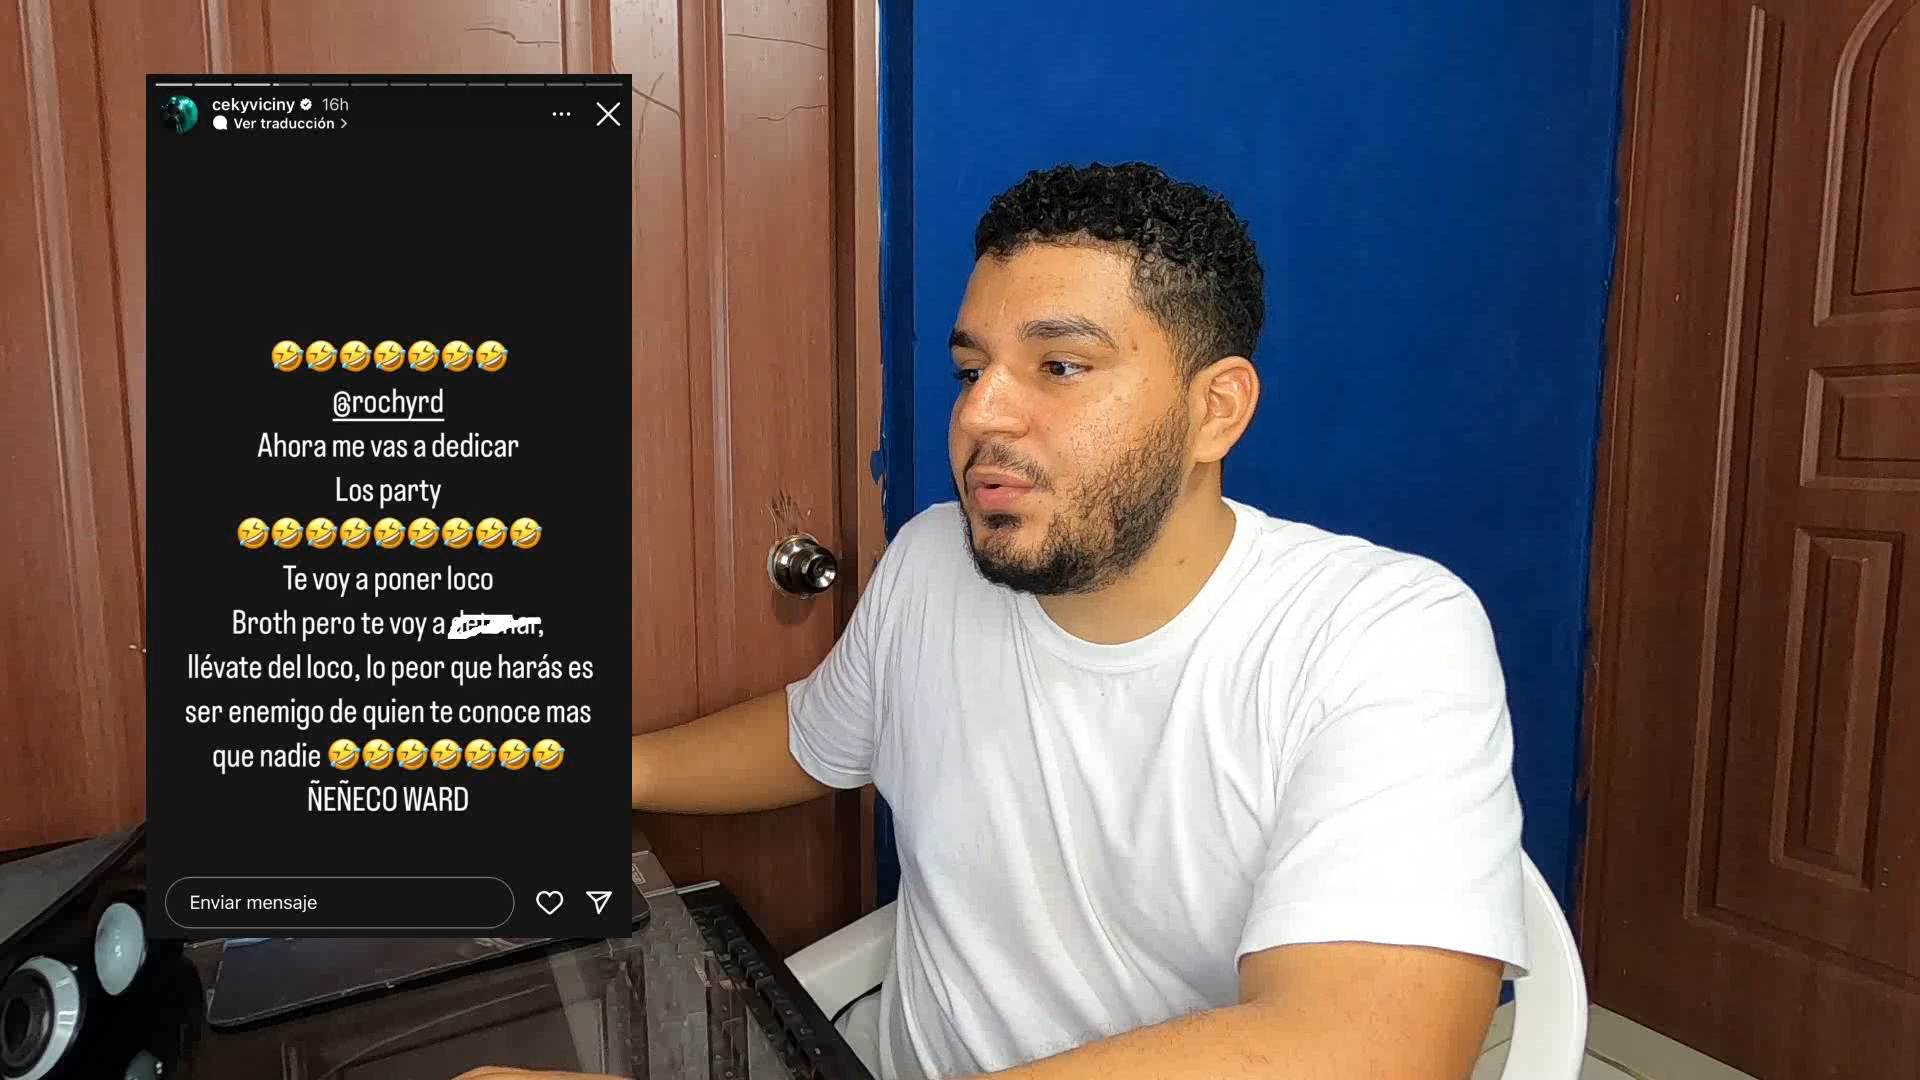 cekyviciny 16h
Ver traducción >
🤣🤣🤣🤣🤣🤣🤣
@rochyrd
Ahora me vas a dedicar
Los party
🤣🤣🤣🤣🤣🤣🤣🤣🤣
Te voy a poner loco
Broth pero te voy a
llévate del loco, lo peor que harás es
ser enemigo de quien te conoce mas
que nadie 🤣🤣🤣🤣🤣🤣🤣
ÑEÑECO WARD
Enviar mensaje